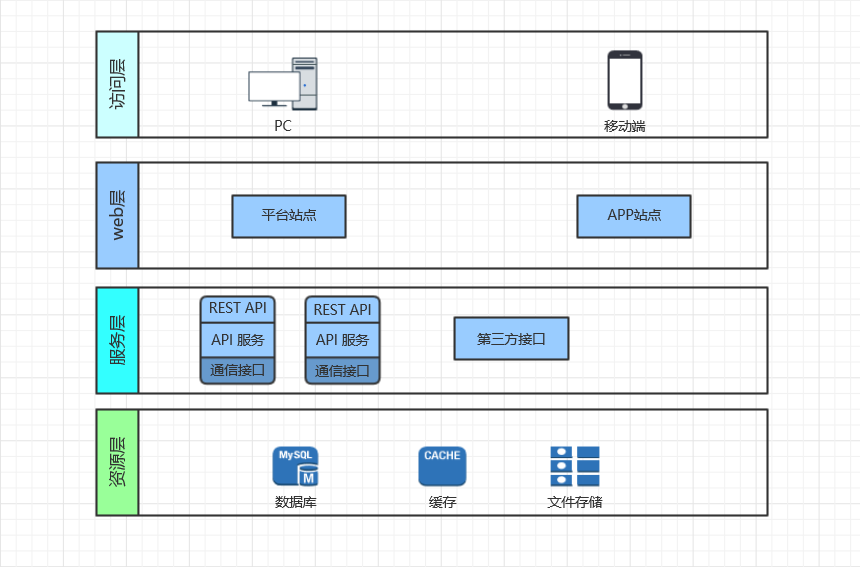 访问层
PC
移动端
web层
平台站点
APP站点
服务层
REST API
API 服务
通信接口
REST API
API 服务
通信接口
第三方接口
资源层
MySQL
M
数据库
CACHE
缓存
文件存储